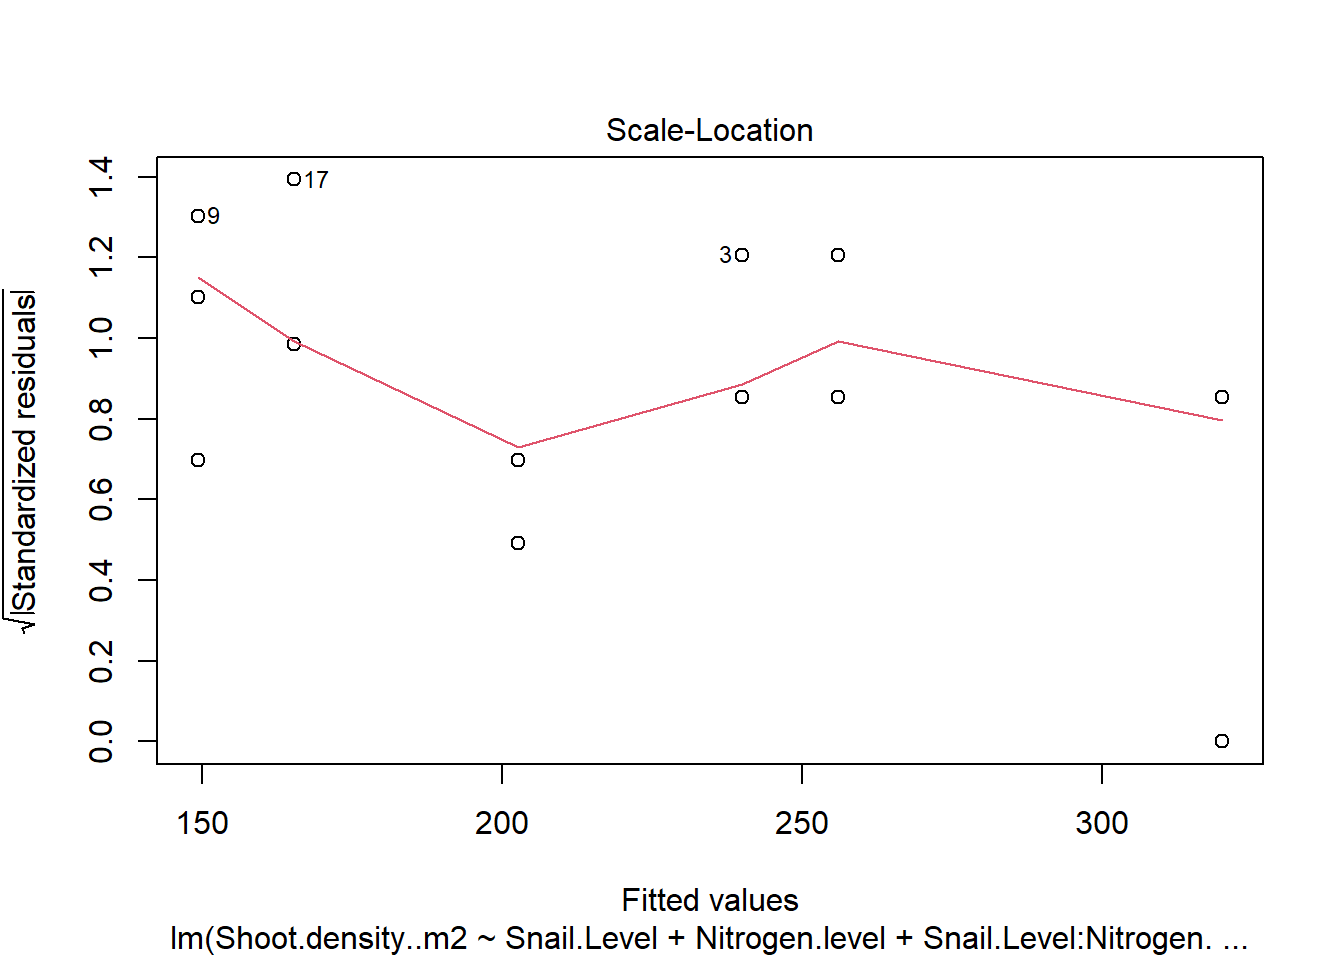 Scale-Location
√|Standardized residuals|
1.4
1.2
1.0
0.8
0.6
0.4
0.2
0.0
17
9
3
150 200 250 300
Fitted values
lm(Shoot.density..m2 ~ Snail.Level + Nitrogen.level + Snail.Level:Nitrogen. ...